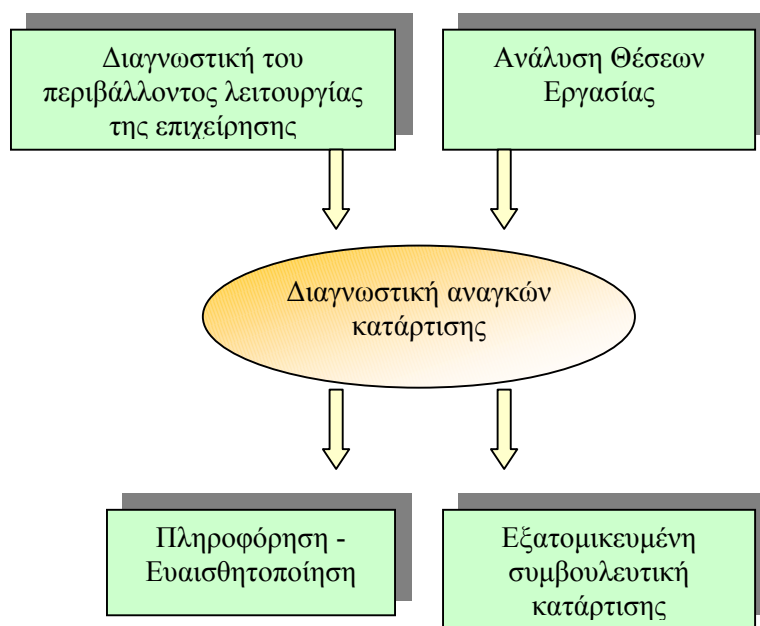 Διαγνωστική του
περιβάλλοντος λειτουργίας
της επιχείρησης
Ανάλυση Θέσεων
Εργασίας
Διαγνωστική αναγκών
κατάρτισης
Πληροφόρηση -
Ευαισθητοποίηση
Εξατομικευμένη
συμβουλευτική
κατάρτισης